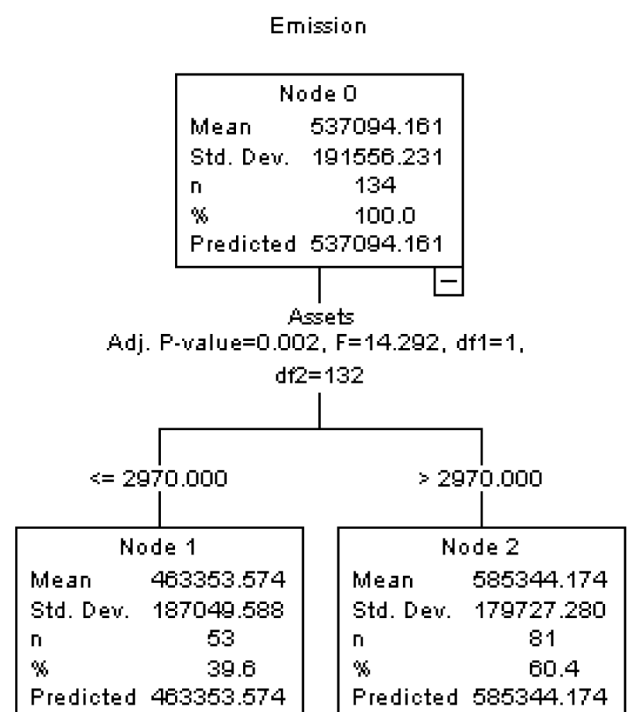 Emission
Node 0
Mean 537094.161
Std. Dev. 191556.231
n 134
% 100.0
Predicted 537094.161
Assets
Adj. P-value=0.002, F=14.292, df1=1,
df2=132
<= 2970.000
> 2970.000
Node 1
Mean 463353.574
Std. Dev. 187049.588
n 53
% 39.6
Predicted 463353.574
Node 2
Mean 585344.174
Std. Dev. 179727.280
n 81
% 60.4
Predicted 585344.174